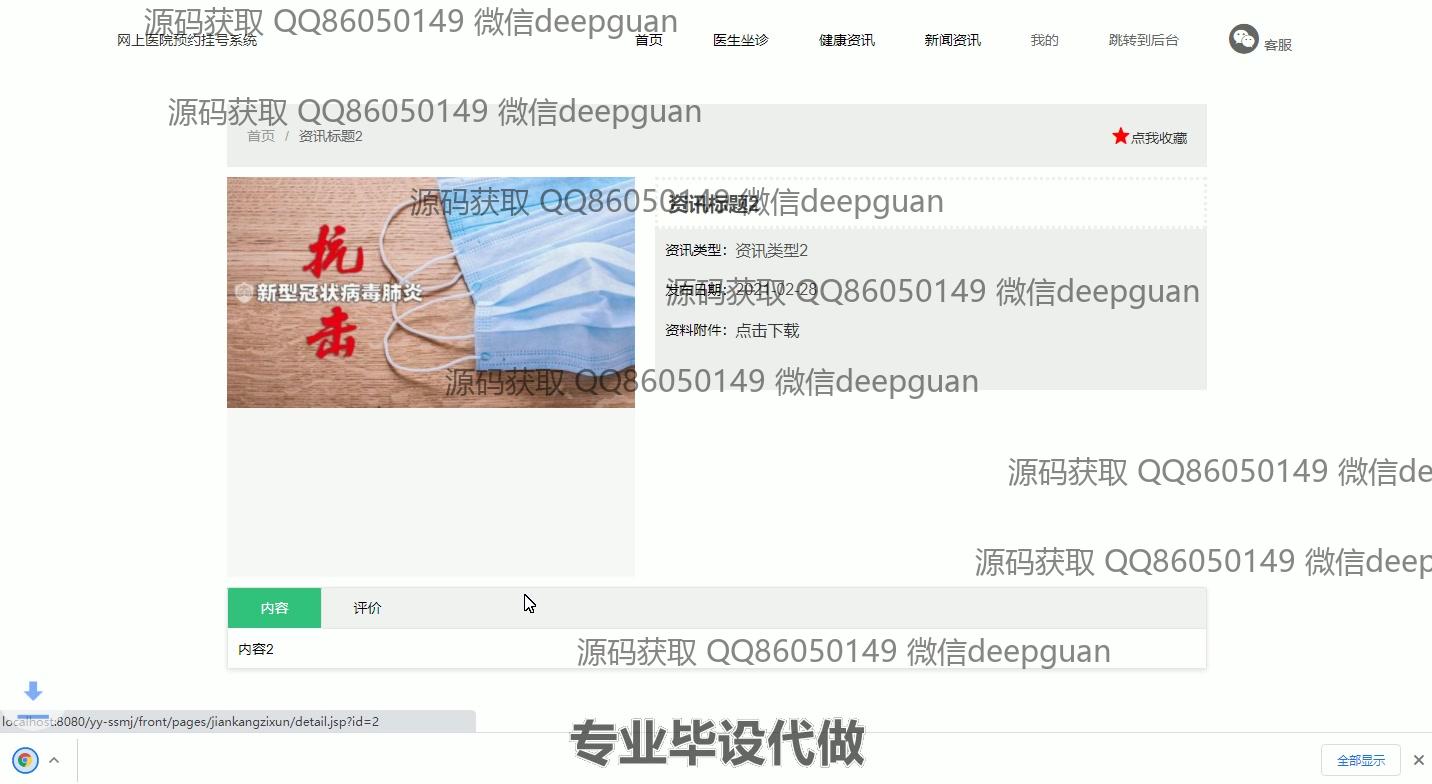 源码获取 QQ86050149 微信deepguan
网上医院预约挂号系统 首页 医生坐诊 健康资讯 新闻资讯 我的 跳转到后台 客服
源码获取 QQ86050149 微信deepguan
首页 / 资讯标题2 点我收藏
源码获取 QQ86050149 微信deepguan
资讯标题2
抗
资讯类型： 资讯类型2
新型冠状病毒肺炎
发布日期： 2021-02-28
源码获取 QQ86050149 微信deepguan
击
资料附件： 点击下载
源码获取 QQ86050149 微信deepguan
源码获取 QQ86050149 微信de
源码获取 QQ86050149 微信deep
内容 评价
内容2
源码获取 QQ86050149 微信deepguan
localhost:8080/yy-ssmj/front/pages/jiankangzixun/detail.jsp?id=2
专业毕设代做
全部显示